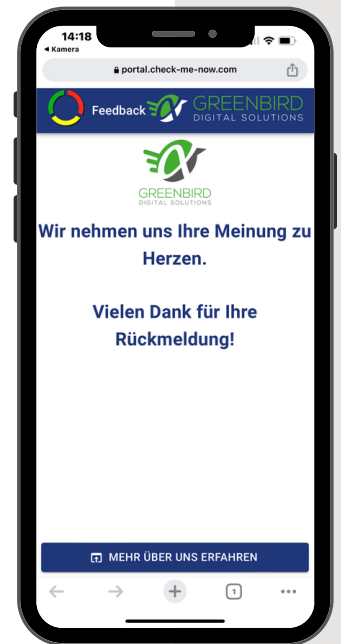 14:18
◀ Kamera
portal.check-me-now.com
Feedback GREENBIRD
DIGITAL SOLUTIONS
GREENBIRD
DIGITAL SOLUTIONS
Wir nehmen uns Ihre Meinung zu
Herzen.
Vielen Dank für Ihre
Rückmeldung!
MEHR ÜBER UNS ERFAHREN
1